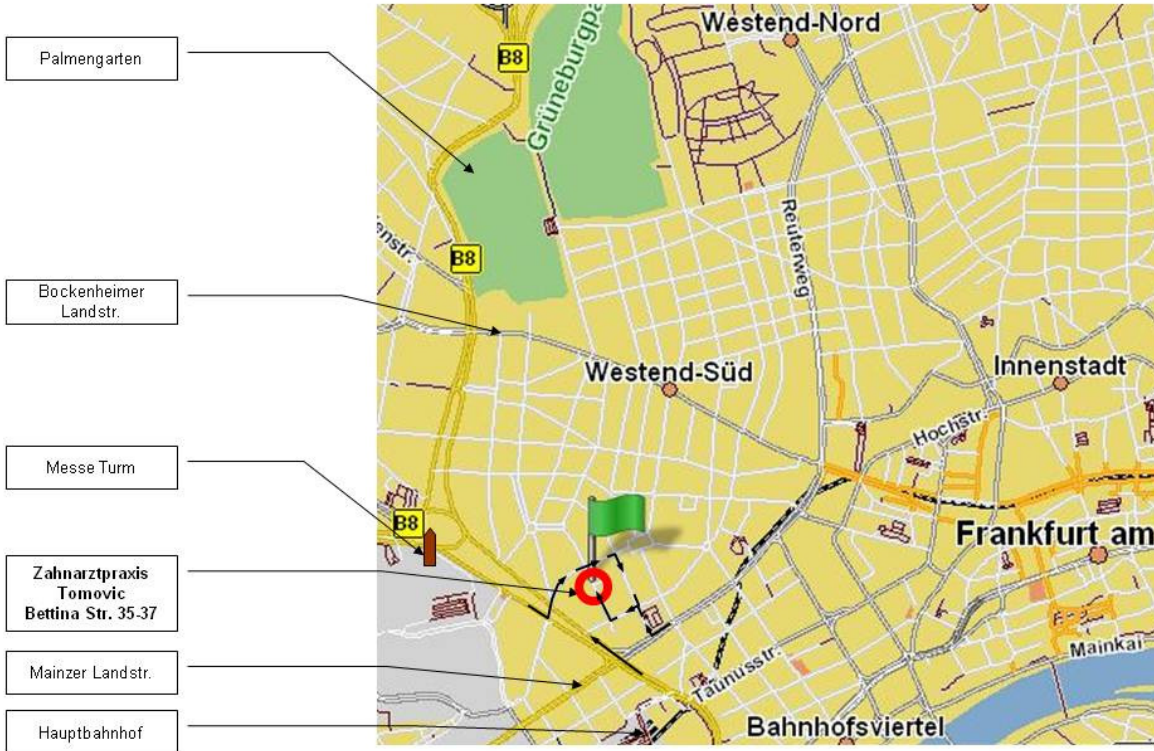 Palmengarten
Bockenheimer
Landstr.
Messe Turm
Zahnarztpraxis
Tomovic
Bettina Str. 35-37
Mainzer Landstr.
Hauptbahnhof
Westend-Nord
B8
Grüneburgpa
Reuterweg
enstr.
B8
Westend-Süd
Innenstadt
Hochstr.
B8
Frankfurt am
Mainkai
Taunusstr.
Bahnhofsviertel